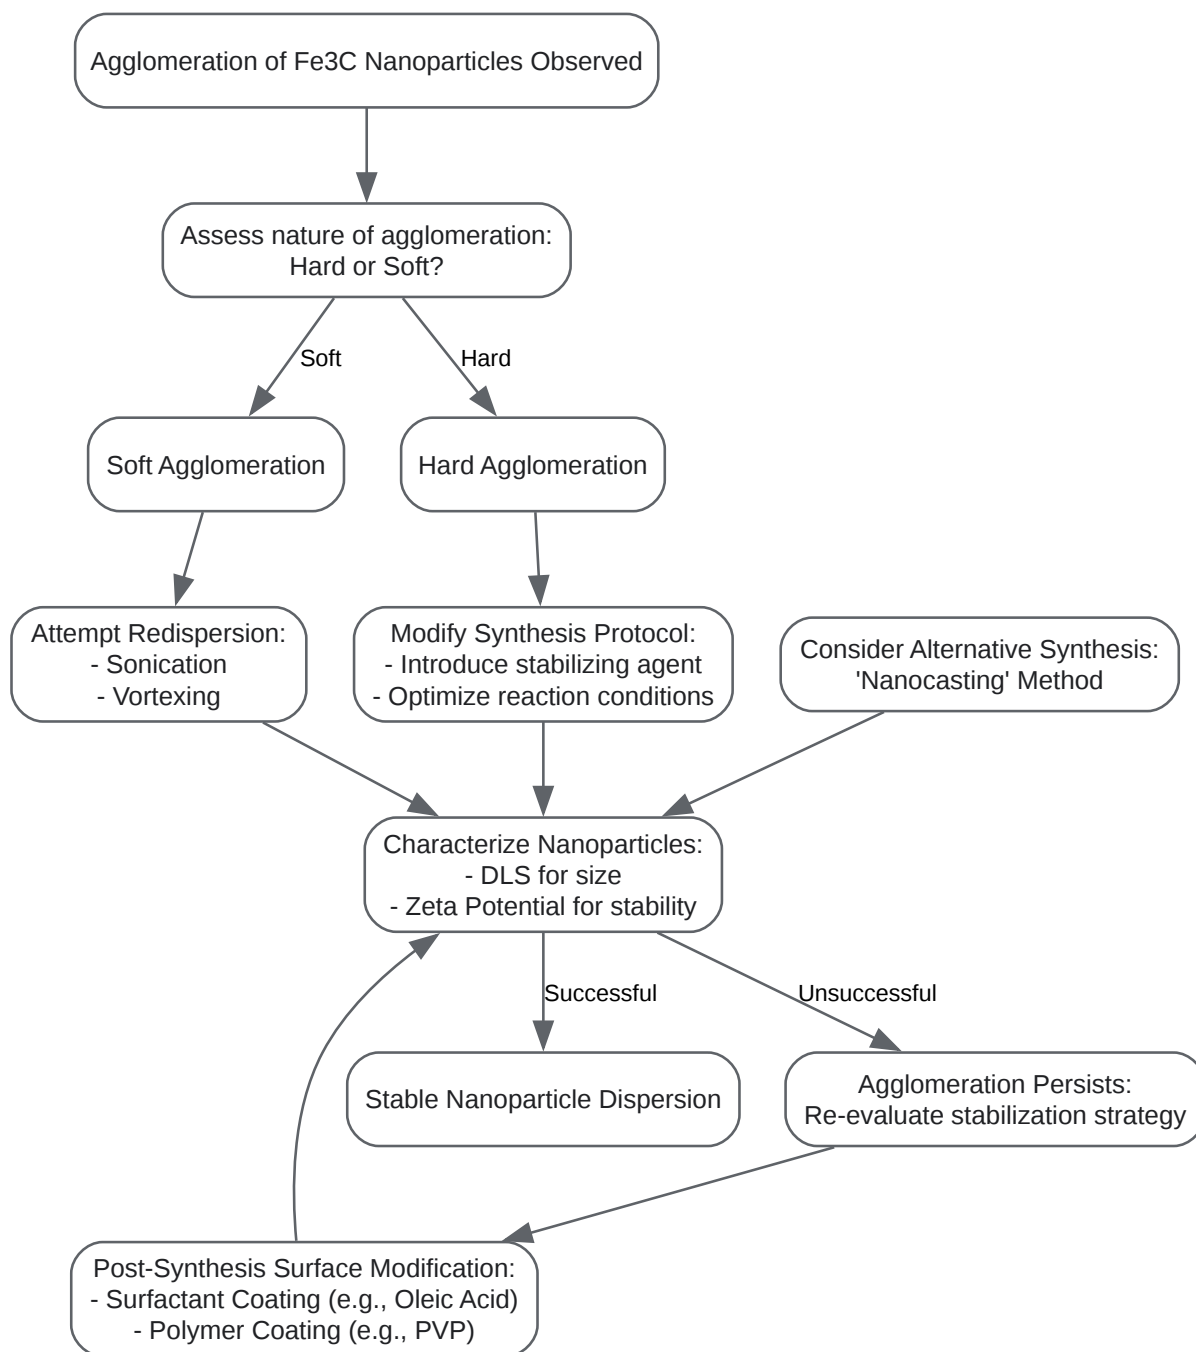 Agglomeration of Fe3C Nanoparticles Observed
Assess nature of agglomeration:
Hard or Soft?
Soft
Hard
Soft Agglomeration
Hard Agglomeration
Attempt Redispersion:
- Sonication
- Vortexing
Modify Synthesis Protocol:
- Introduce stabilizing agent
- Optimize reaction conditions
Consider Alternative Synthesis:
'Nanocasting' Method
Characterize Nanoparticles:
- DLS for size
- Zeta Potential for stability
Successful
Unsuccessful
Stable Nanoparticle Dispersion
Agglomeration Persists:
Re-evaluate stabilization strategy
Post-Synthesis Surface Modification:
- Surfactant Coating (e.g., Oleic Acid)
- Polymer Coating (e.g., PVP)